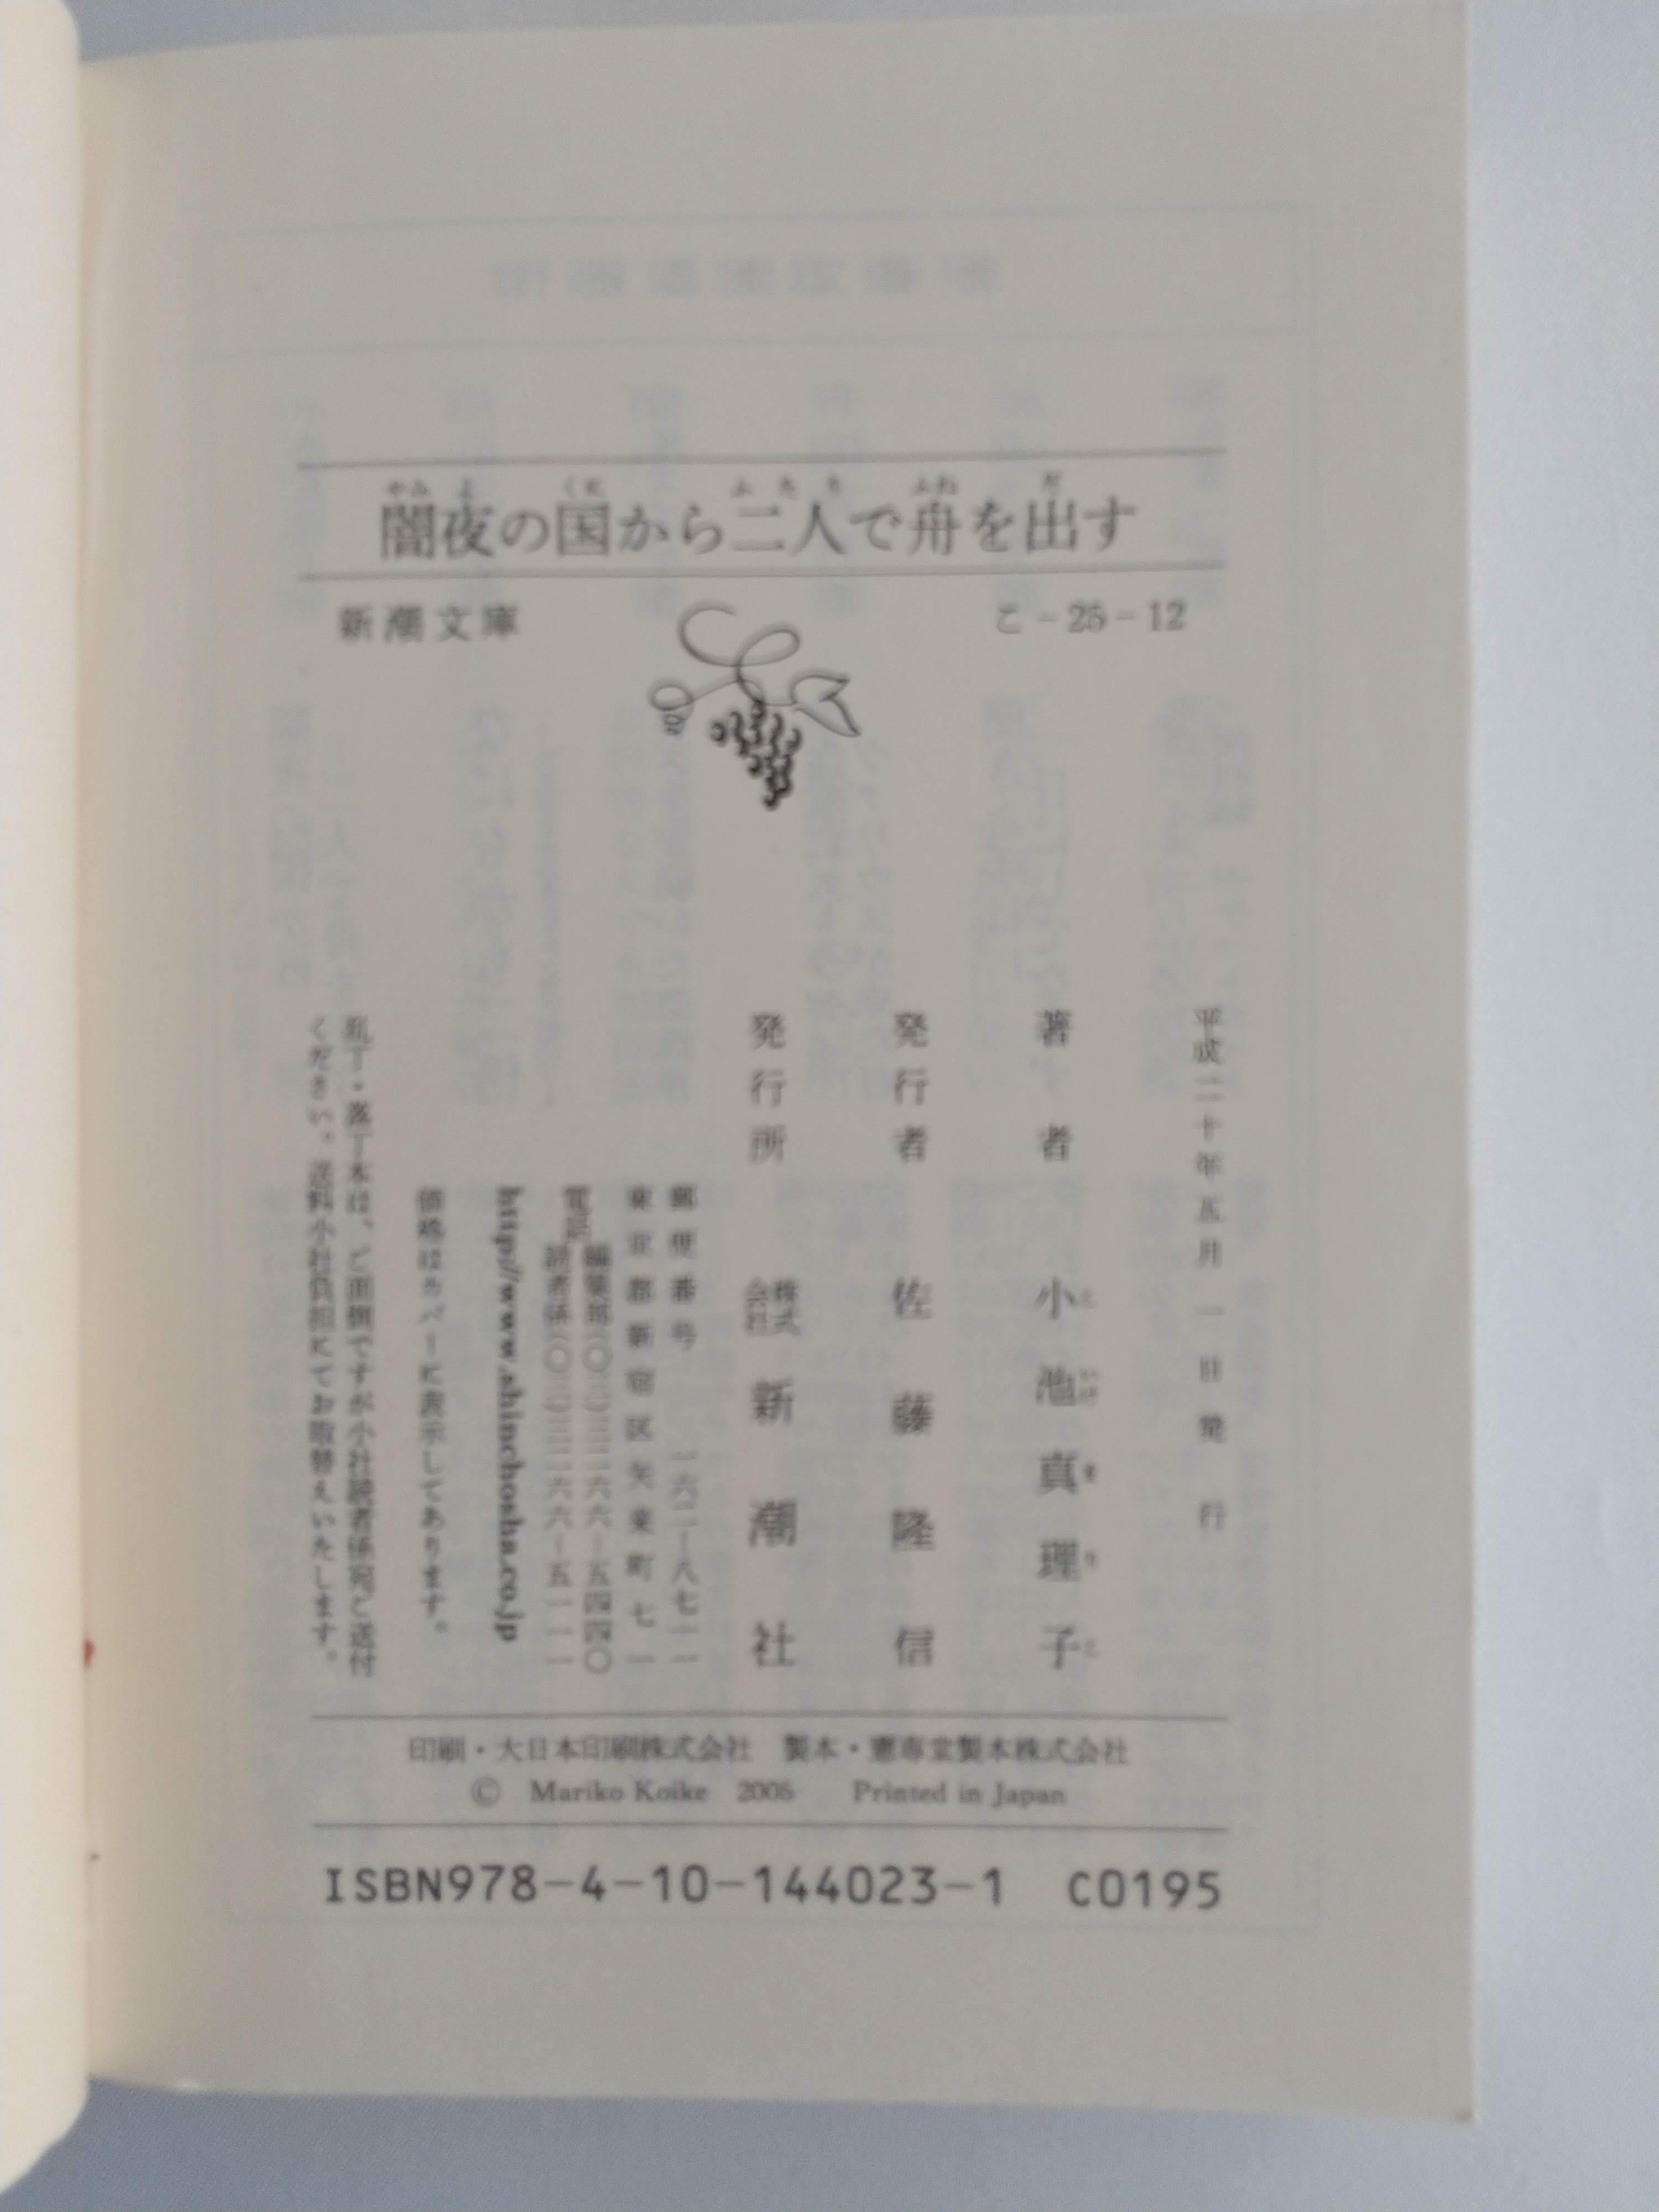 闇夜の国から二人で舟を出す
新潮文庫　こ-25-12
平成二十年五月一日発行
著者　小池真理子
発行者　佐藤隆信
発行所　株式会社　新潮社
郵便番号　一六二―八七一一
東京都新宿区矢来町七一
電話　編集部(〇三)三二六六―五四四〇
読者係(〇三)三二六六―五一一一
http://www.shinchosha.co.jp
価格はカバーに表示してあります。
乱丁・落丁本は、ご面倒ですが小社読者係宛ご送付
ください。送料小社負担にてお取替えいたします。
印刷・大日本印刷株式会社　製本・憲専堂製本株式会社
© Mariko Koike 2005　Printed in Japan
ISBN978-4-10-144023-1　C0195